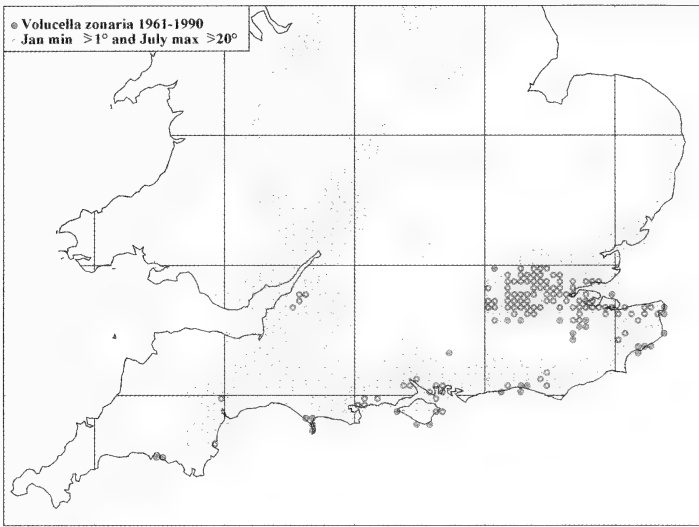 Volucella zonaria 1961-1990
Jan min ⩾1° and July max ⩾20°